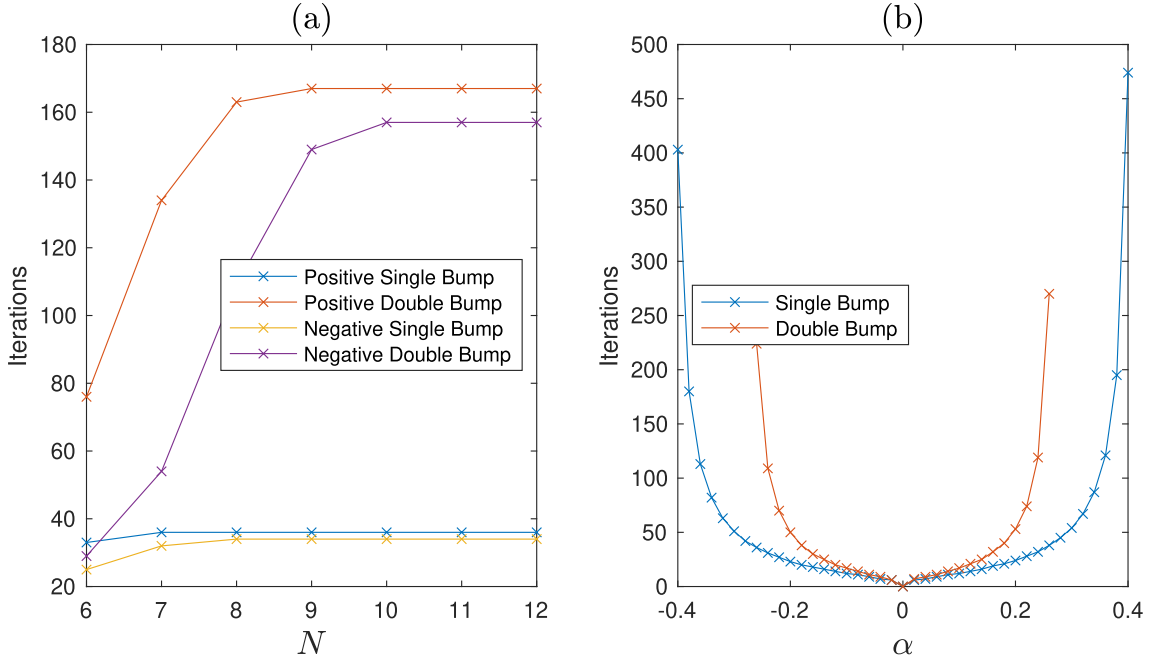 (a)
180
160
140
120
100
80
60
40
20
Iterations
Positive Single Bump
Positive Double Bump
Negative Single Bump
Negative Double Bump
6 7 8 9 10 11 12
N
(b)
500
450
400
350
300
250
200
150
100
50
0
Iterations
Single Bump
Double Bump
-0.4 -0.2 0 0.2 0.4
α